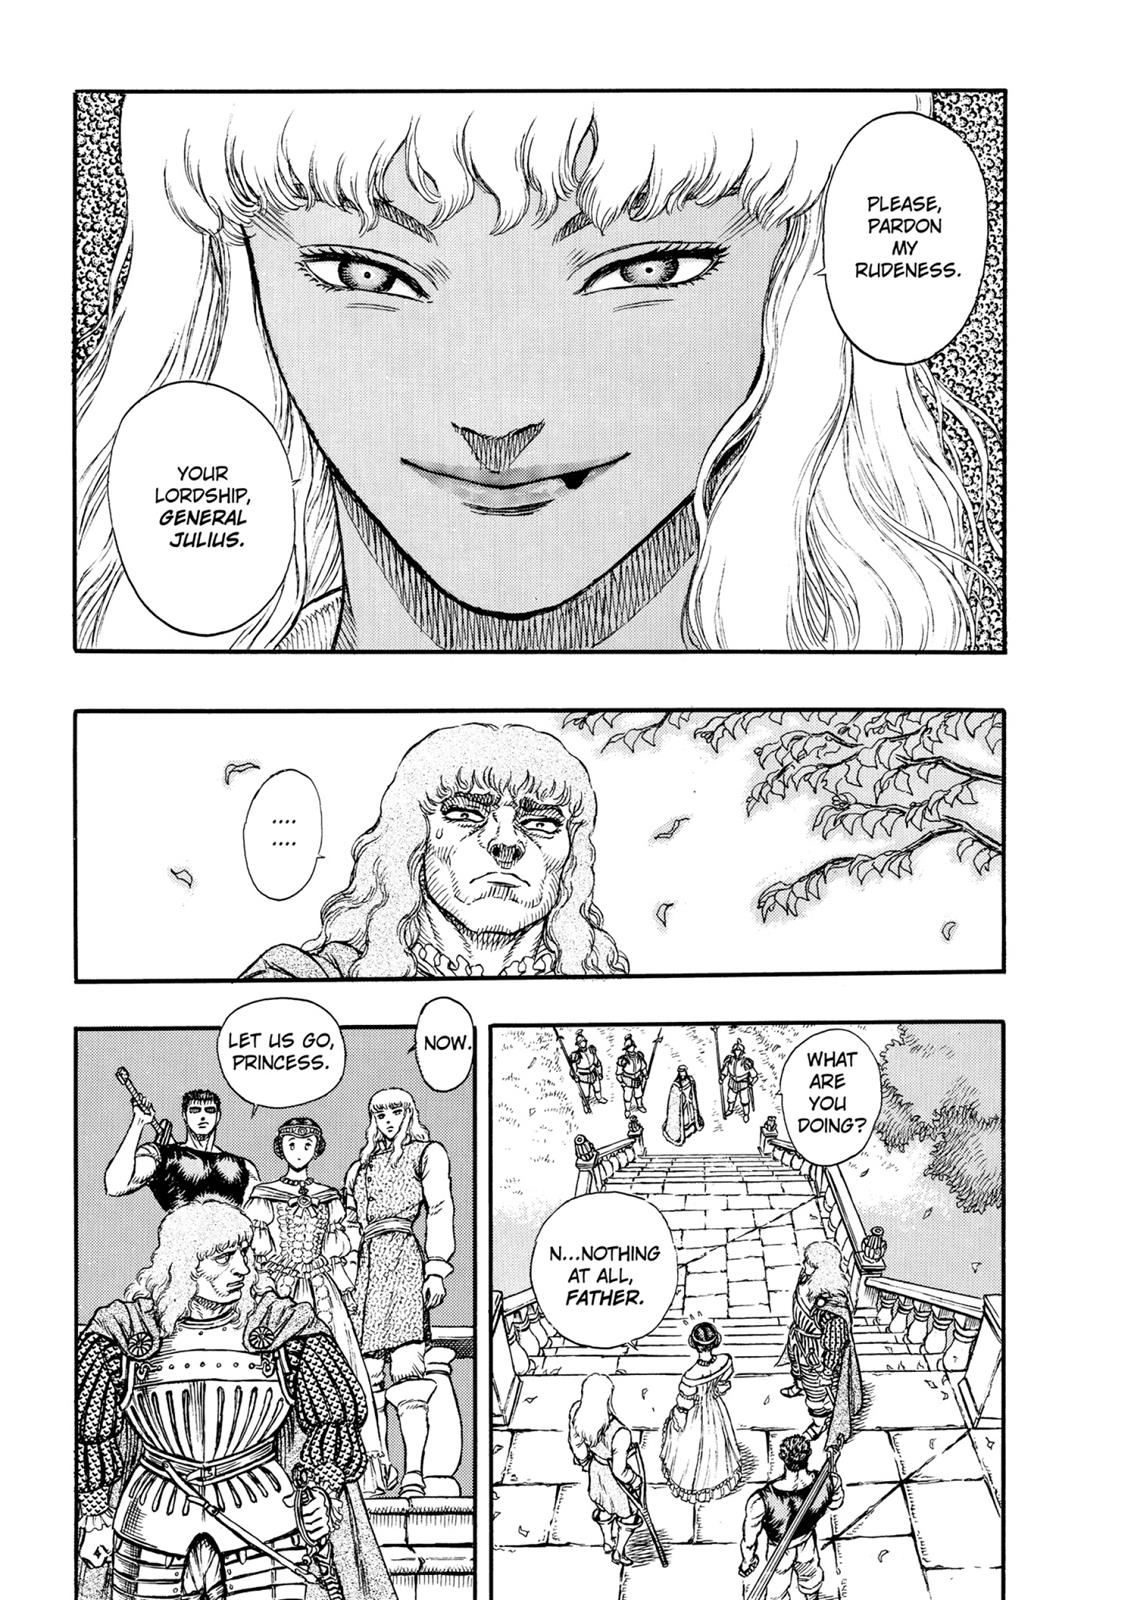 PLEASE,
PARDON
MY
RUDENESS.
YOUR
LORDSHIP,
GENERAL
JULIUS.
....
....
WHAT
ARE
YOU
DOING?
N...NOTHING
AT ALL,
FATHER.
NOW.
LET US GO,
PRINCESS.